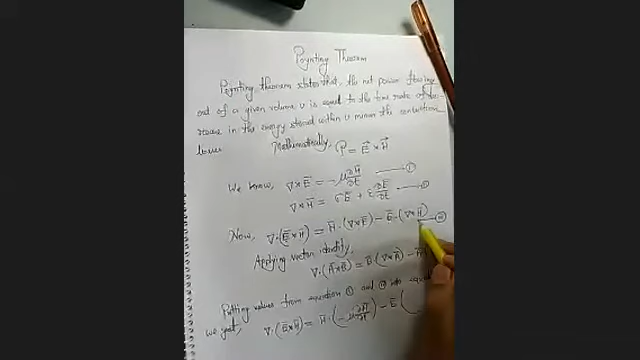 Poynting Theorem
Poynting theorem states that, the net power flowing
out of a given volume v is equal to the time rate of dec-
rease in the energy stored within v minus the conduction
losses
Mathematically, P = E⃗ × H⃗
We know, ∇×E̅ = -μ∂H̅/∂t —— ①
∇×H̅ = σE̅ + ε∂E̅/∂t —— ②
Now, ∇·(E̅×H̅) = H̅·(∇×E̅) - E̅·(∇×H̅) —
Applying vector identity,
∇·(A̅×B̅) = B̅·(∇×A̅) - A̅
Putting values from equation ① and ② into
we get, ∇·(E̅×H̅) = H̅·(-μ∂H̅/∂t) - E̅(